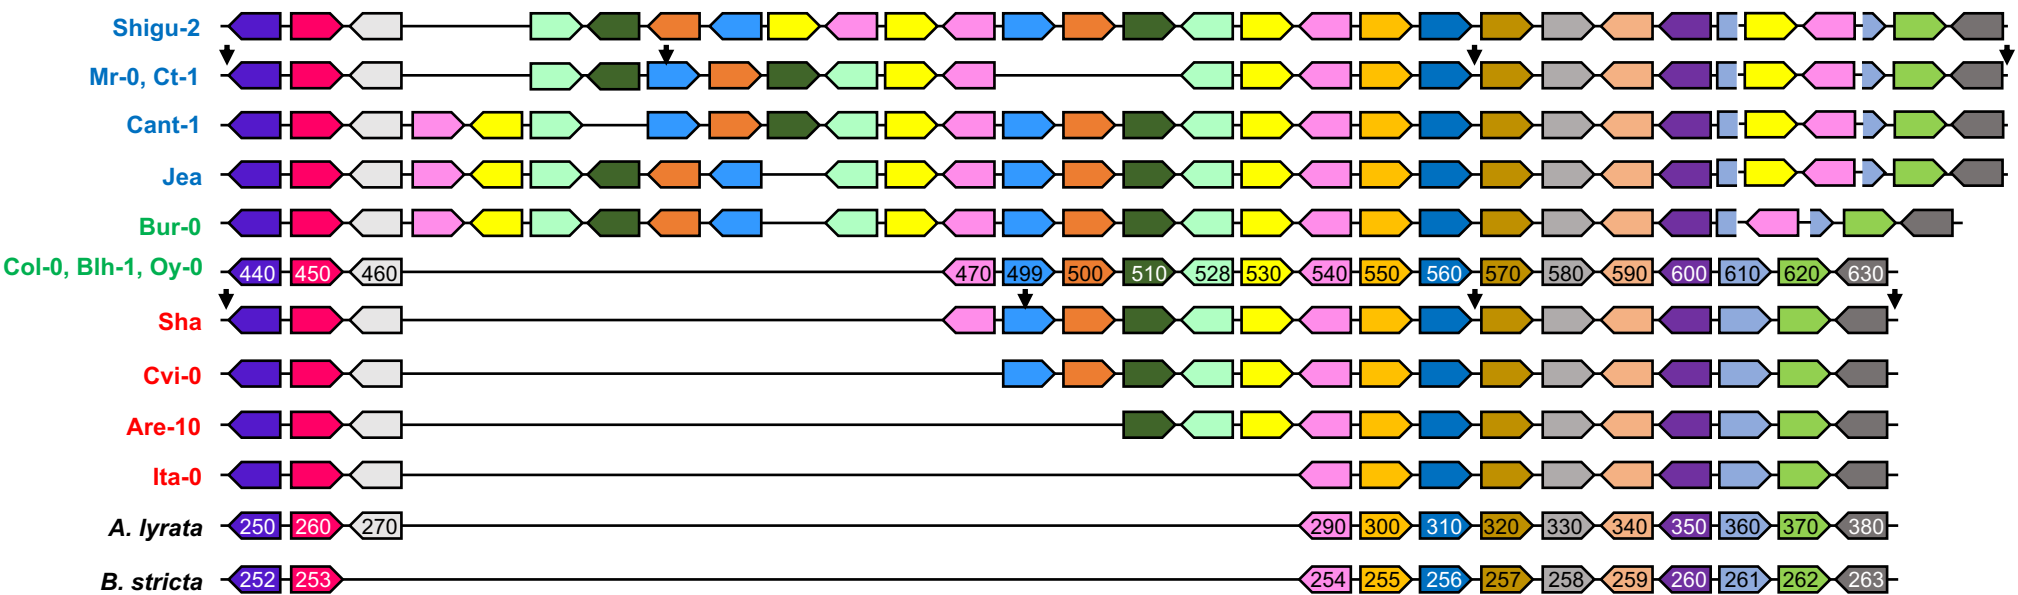 Shigu-2
Mr-0, Ct-1
Cant-1
Jea
Bur-0
Col-0, Blh-1, Oy-0 440 450 460 470 499 500 510 528 530 540 550 560 570 580 590 600 610 620 630
Sha
Cvi-0
Are-10
Ita-0
A. lyrata 250 260 270 290 300 310 320 330 340 350 360 370 380
B. stricta 252 253 254 255 256 257 258 259 260 261 262 263